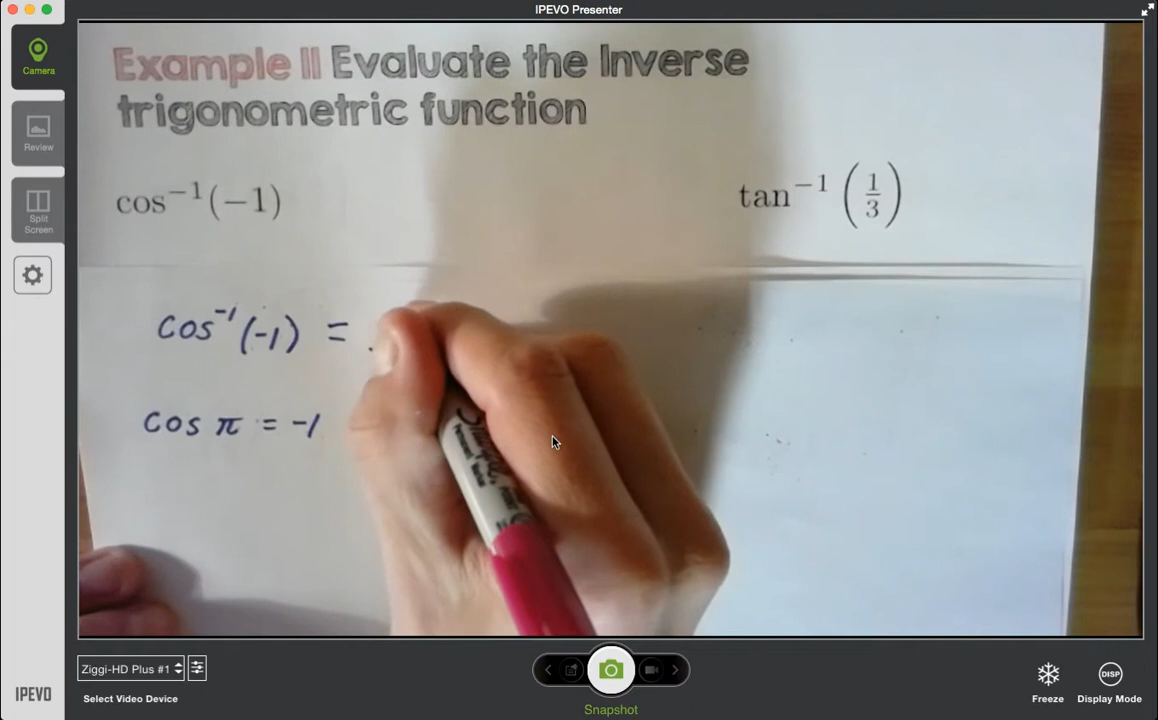 IPEVO Presenter
Camera
Review
Split
Screen
Example II Evaluate the Inverse
trigonometric function
cos⁻¹(−1)
tan⁻¹(1/3)
cos⁻¹(-1) =
cos π = -1
Sharpie
IPEVO
Ziggi-HD Plus #1
Select Video Device
Snapshot
Freeze
DISP
Display Mode